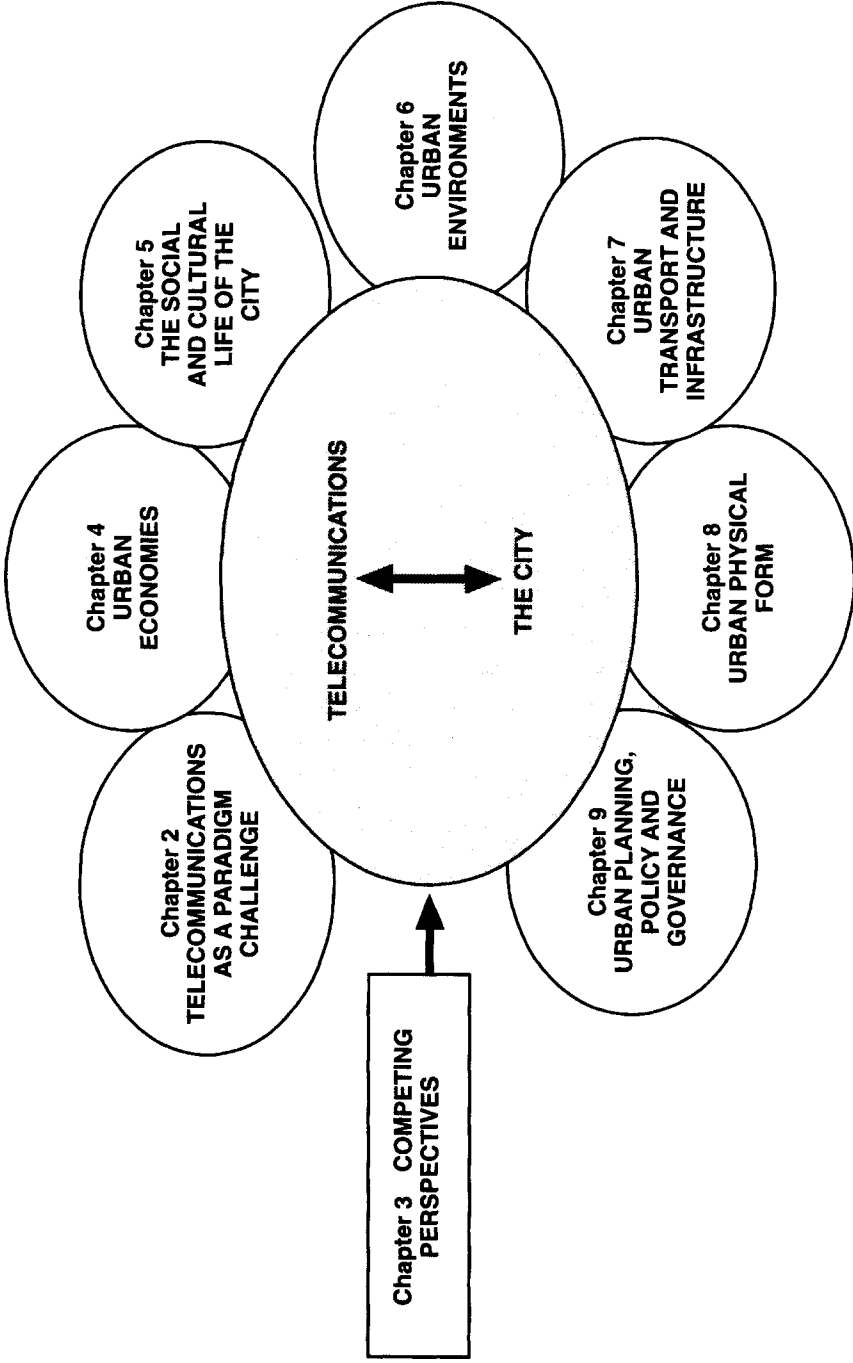 Chapter 2
TELECOMMUNICATIONS
AS A PARADIGM
CHALLENGE
Chapter 4
URBAN
ECONOMIES
Chapter 5
THE SOCIAL
AND CULTURAL
LIFE OF THE
CITY
Chapter 6
URBAN
ENVIRONMENTS
Chapter 3 COMPETING
PERSPECTIVES
TELECOMMUNICATIONS
THE CITY
Chapter 7
URBAN
TRANSPORT AND
INFRASTRUCTURE
Chapter 9
URBAN PLANNING,
POLICY AND
GOVERNANCE
Chapter 8
URBAN PHYSICAL
FORM